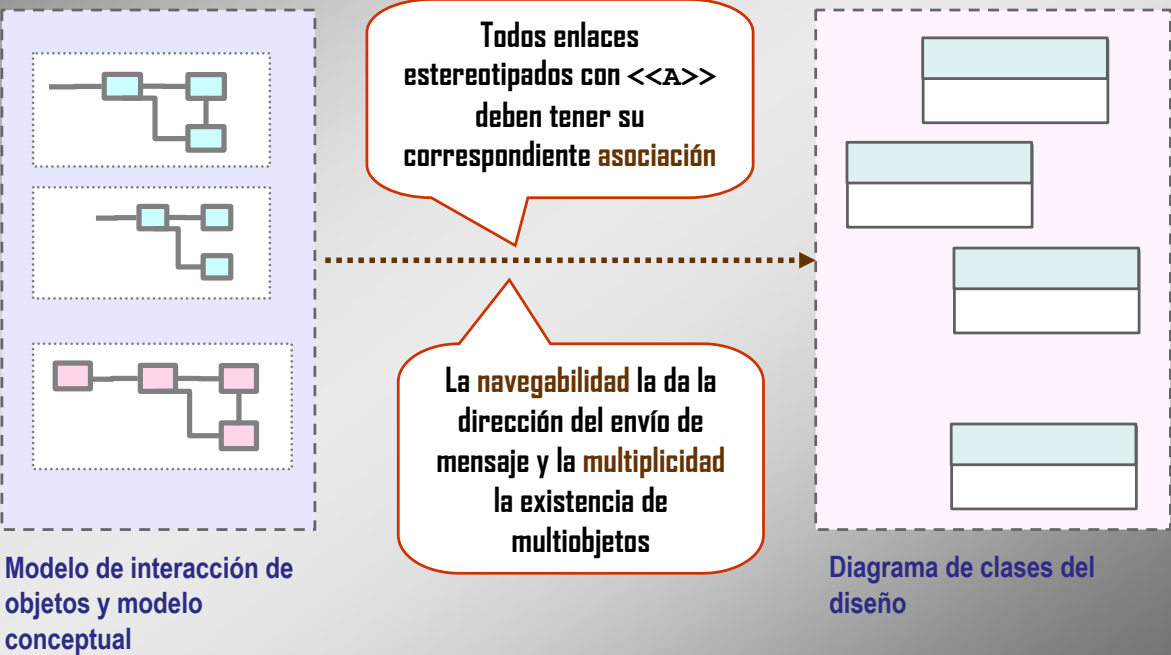 Todos enlaces
estereotipados con <<A>>
deben tener su
correspondiente asociación
La navegabilidad la da la
dirección del envío de
mensaje y la multiplicidad
la existencia de
multiobjetos
Modelo de interacción de
objetos y modelo
conceptual
Diagrama de clases del
diseño